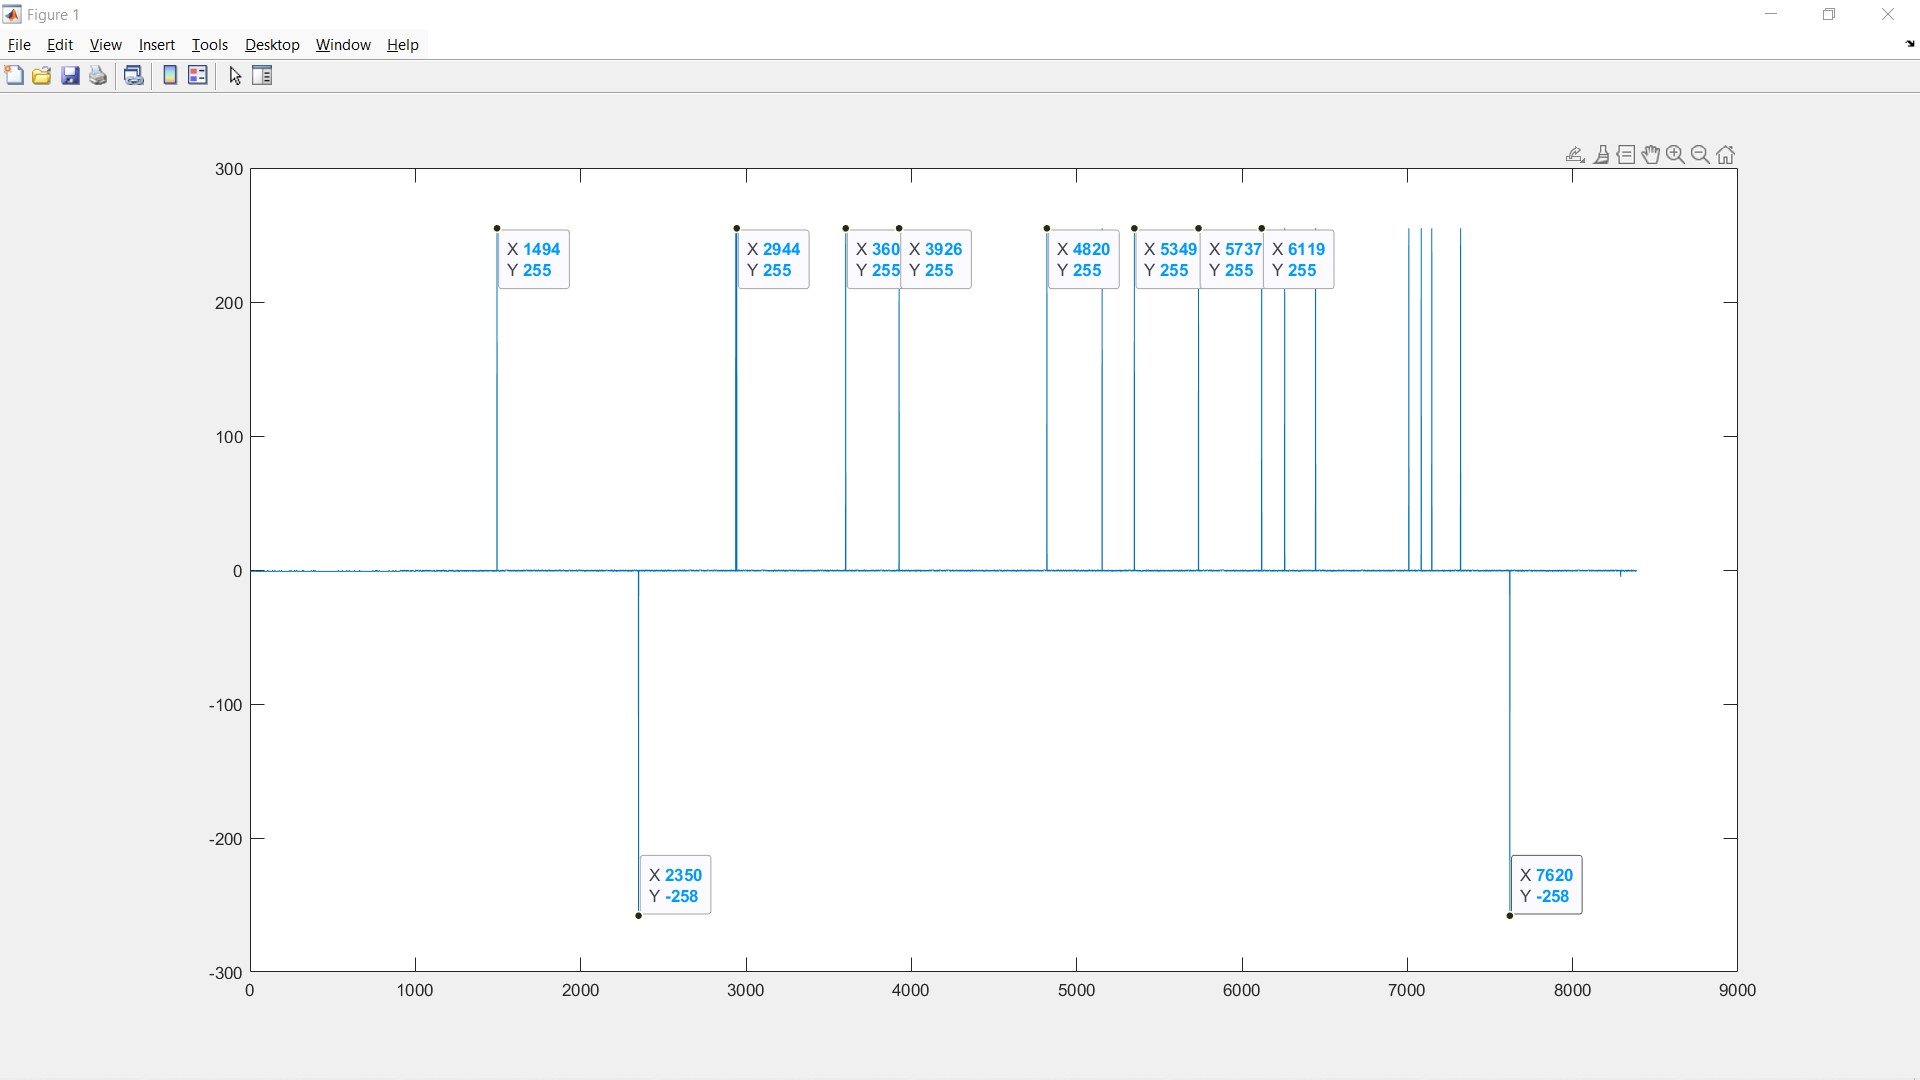 Figure 1
File Edit View Insert Tools Desktop Window Help
300
200
100
0
-100
-200
-300
X 1494
Y 255
X 2944
Y 255
X 360
Y 255
X 3926
Y 255
X 4820
Y 255
X 5349
Y 255
X 5737
Y 255
X 6119
Y 255
X 2350
Y -258
X 7620
Y -258
0 1000 2000 3000 4000 5000 6000 7000 8000 9000